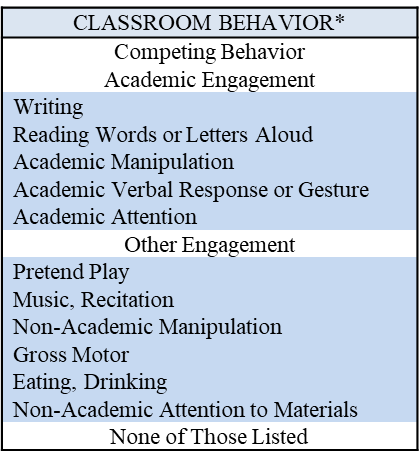 CLASSROOM BEHAVIOR*
Competing Behavior
Academic Engagement
Writing
Reading Words or Letters Aloud
Academic Manipulation
Academic Verbal Response or Gesture
Academic Attention
Other Engagement
Pretend Play
Music, Recitation
Non-Academic Manipulation
Gross Motor
Eating, Drinking
Non-Academic Attention to Materials
None of Those Listed